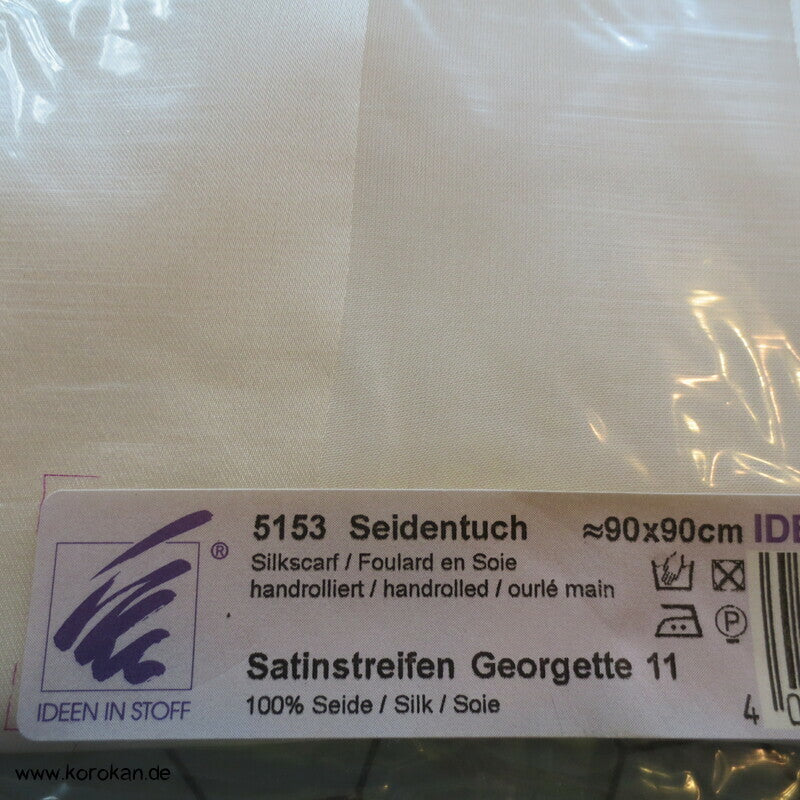 5153 Seidentuch ≈90x90cm IDE
Silkscarf / Foulard en Soie
handrolliert / handrolled / ourlé main
®
P
Satinstreifen Georgette 11
100% Seide / Silk / Soie
IDEEN IN STOFF
4 0
www.korokan.de